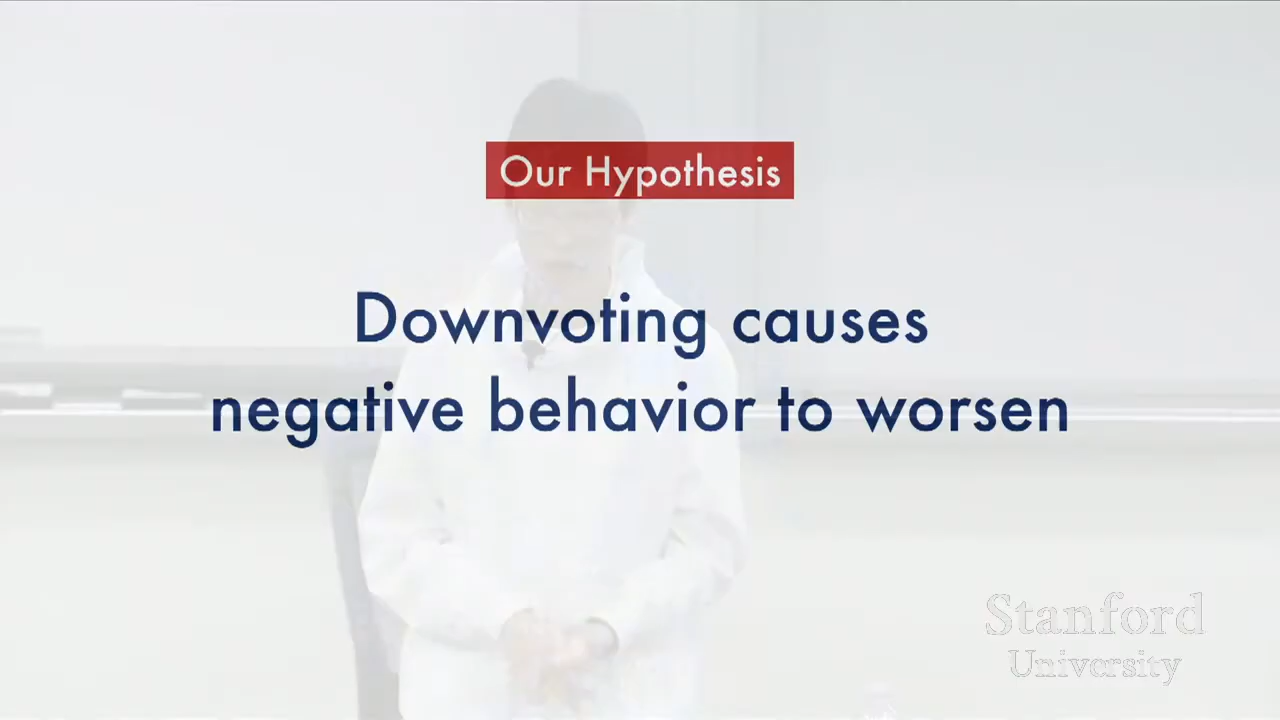 Our Hypothesis
Downvoting causes
negative behavior to worsen
Stanford
University